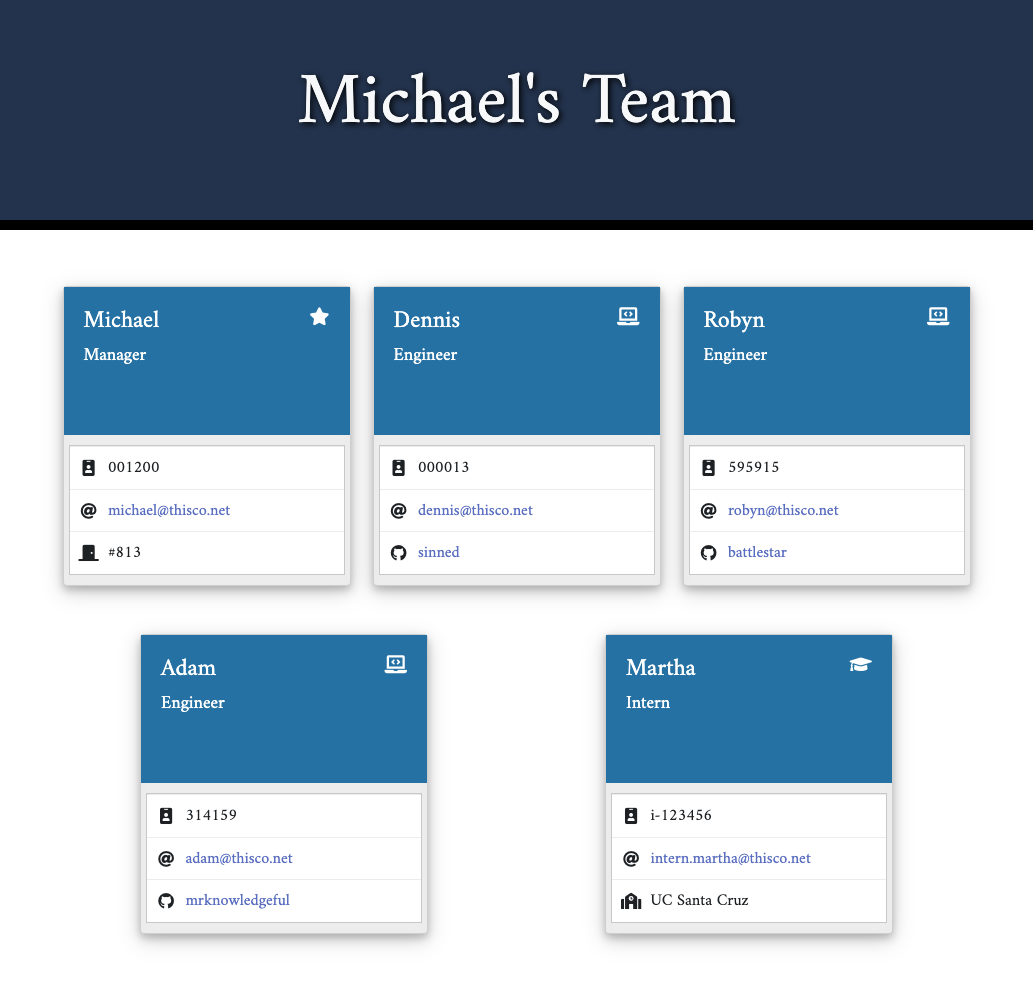 Michael's Team
Michael
Manager
001200
michael@thisco.net
#813
Dennis
Engineer
000013
dennis@thisco.net
sinned
Robyn
Engineer
595915
robyn@thisco.net
battlestar
Adam
Engineer
314159
adam@thisco.net
mrknowledgeful
Martha
Intern
i-123456
intern.martha@thisco.net
UC Santa Cruz